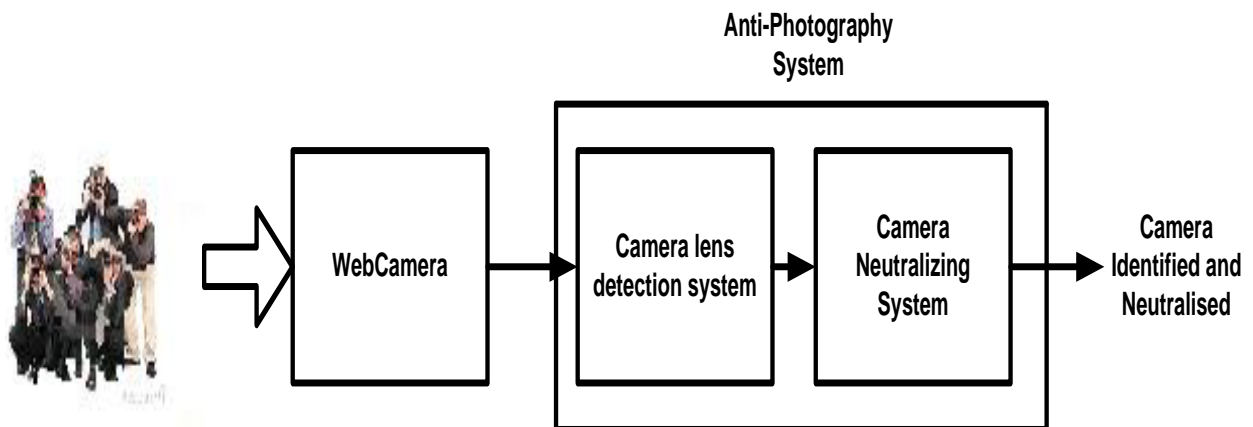 Anti-Photography
System
WebCamera
Camera lens
detection system
Camera
Neutralizing
System
Camera
Identified and
Neutralised